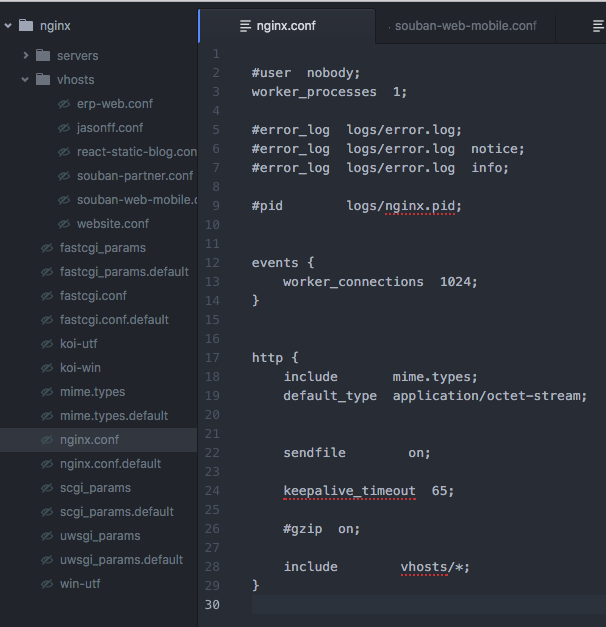 nginx
servers
vhosts
erp-web.conf
jasonff.conf
react-static-blog.con
souban-partner.conf
souban-web-mobile.c
website.conf
fastcgi_params
fastcgi_params.default
fastcgi.conf
fastcgi.conf.default
koi-utf
koi-win
mime.types
mime.types.default
nginx.conf
nginx.conf.default
scgi_params
scgi_params.default
uwsgi_params
uwsgi_params.default
win-utf
nginx.conf souban-web-mobile.conf
1
2 #user  nobody;
3 worker_processes  1;
4
5 #error_log  logs/error.log;
6 #error_log  logs/error.log  notice;
7 #error_log  logs/error.log  info;
8
9 #pid        logs/nginx.pid;
10
11
12 events {
13     worker_connections  1024;
14 }
15
16
17 http {
18     include       mime.types;
19     default_type  application/octet-stream;
20
21
22     sendfile        on;
23
24     keepalive_timeout  65;
25
26     #gzip  on;
27
28     include        vhosts/*;
29 }
30